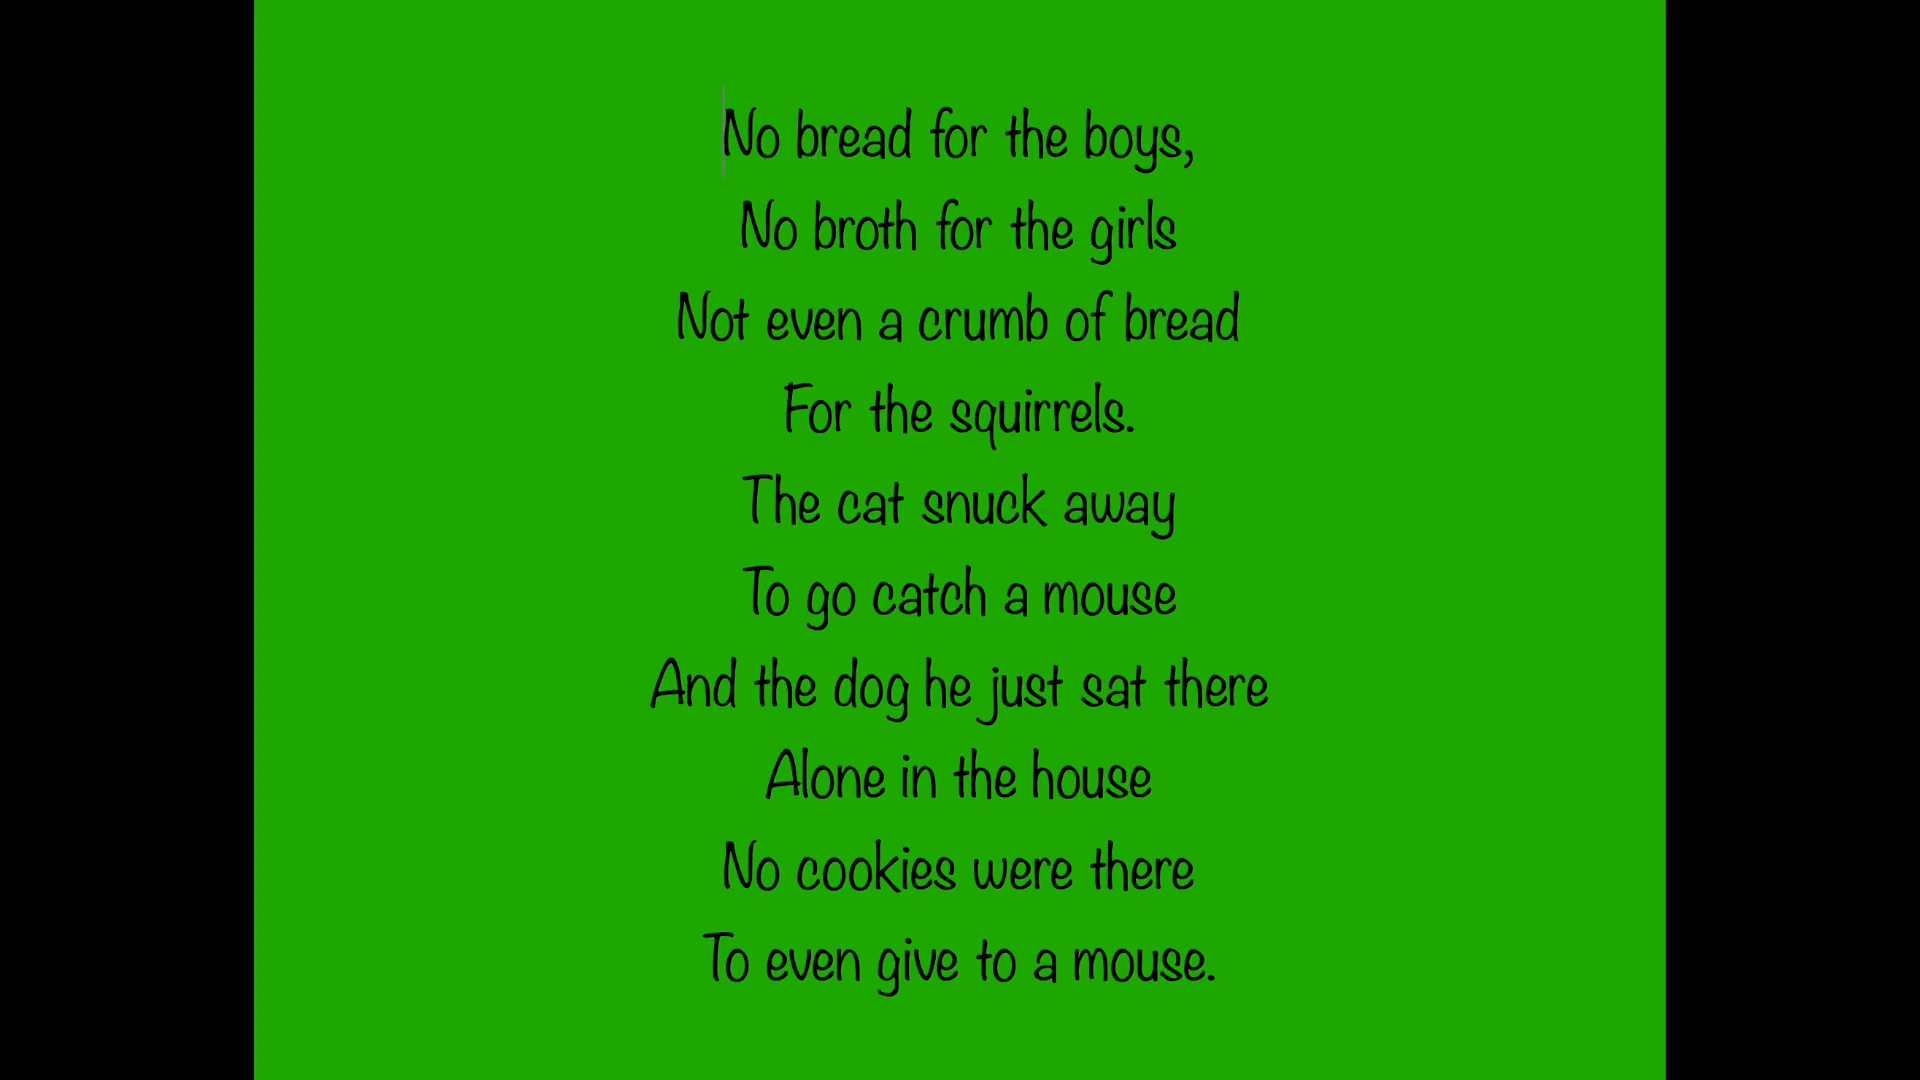 No bread for the boys,
No broth for the girls
Not even a crumb of bread
For the squirrels.
The cat snuck away
To go catch a mouse
And the dog he just sat there
Alone in the house
No cookies were there
To even give to a mouse.